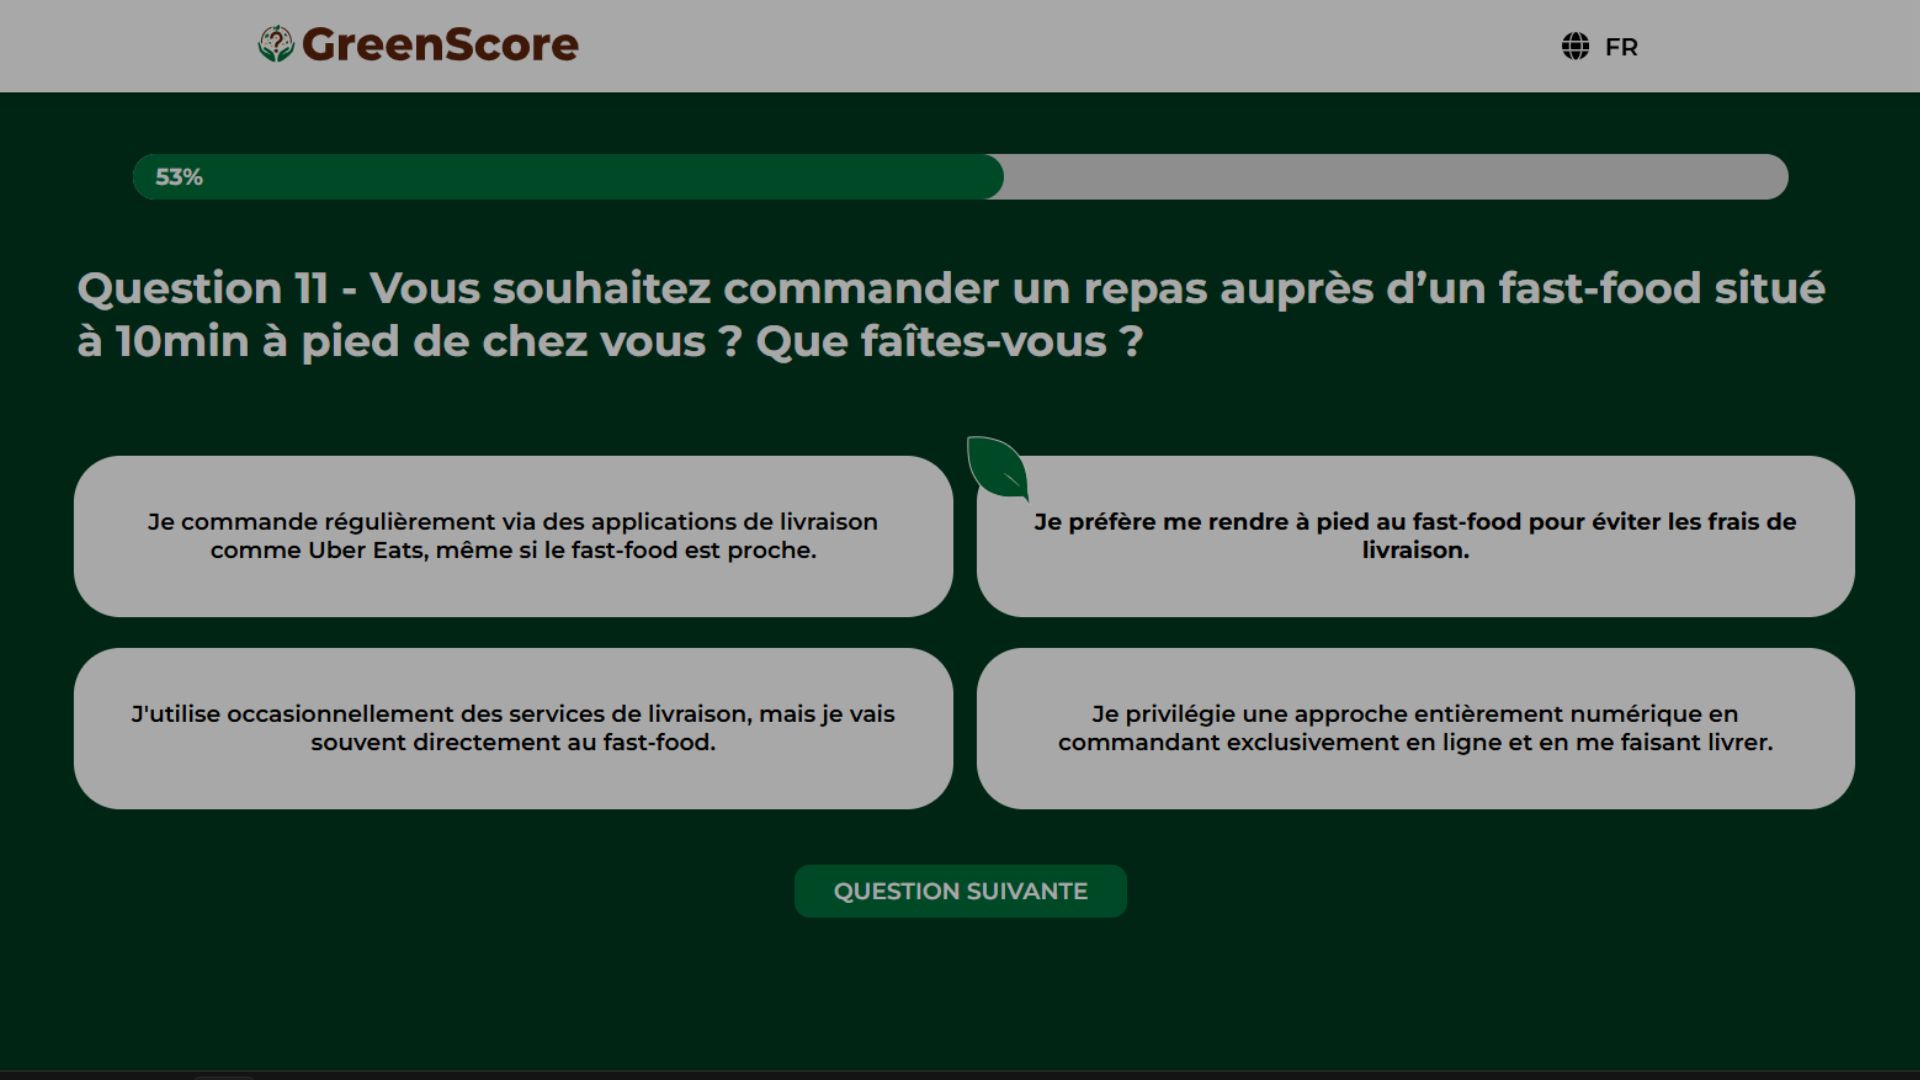 GreenScore
FR
53%
Question 11 - Vous souhaitez commander un repas auprès d’un fast-food situé
à 10min à pied de chez vous ? Que faîtes-vous ?
Je commande régulièrement via des applications de livraison
comme Uber Eats, même si le fast-food est proche.
Je préfère me rendre à pied au fast-food pour éviter les frais de
livraison.
J'utilise occasionnellement des services de livraison, mais je vais
souvent directement au fast-food.
Je privilégie une approche entièrement numérique en
commandant exclusivement en ligne et en me faisant livrer.
QUESTION SUIVANTE